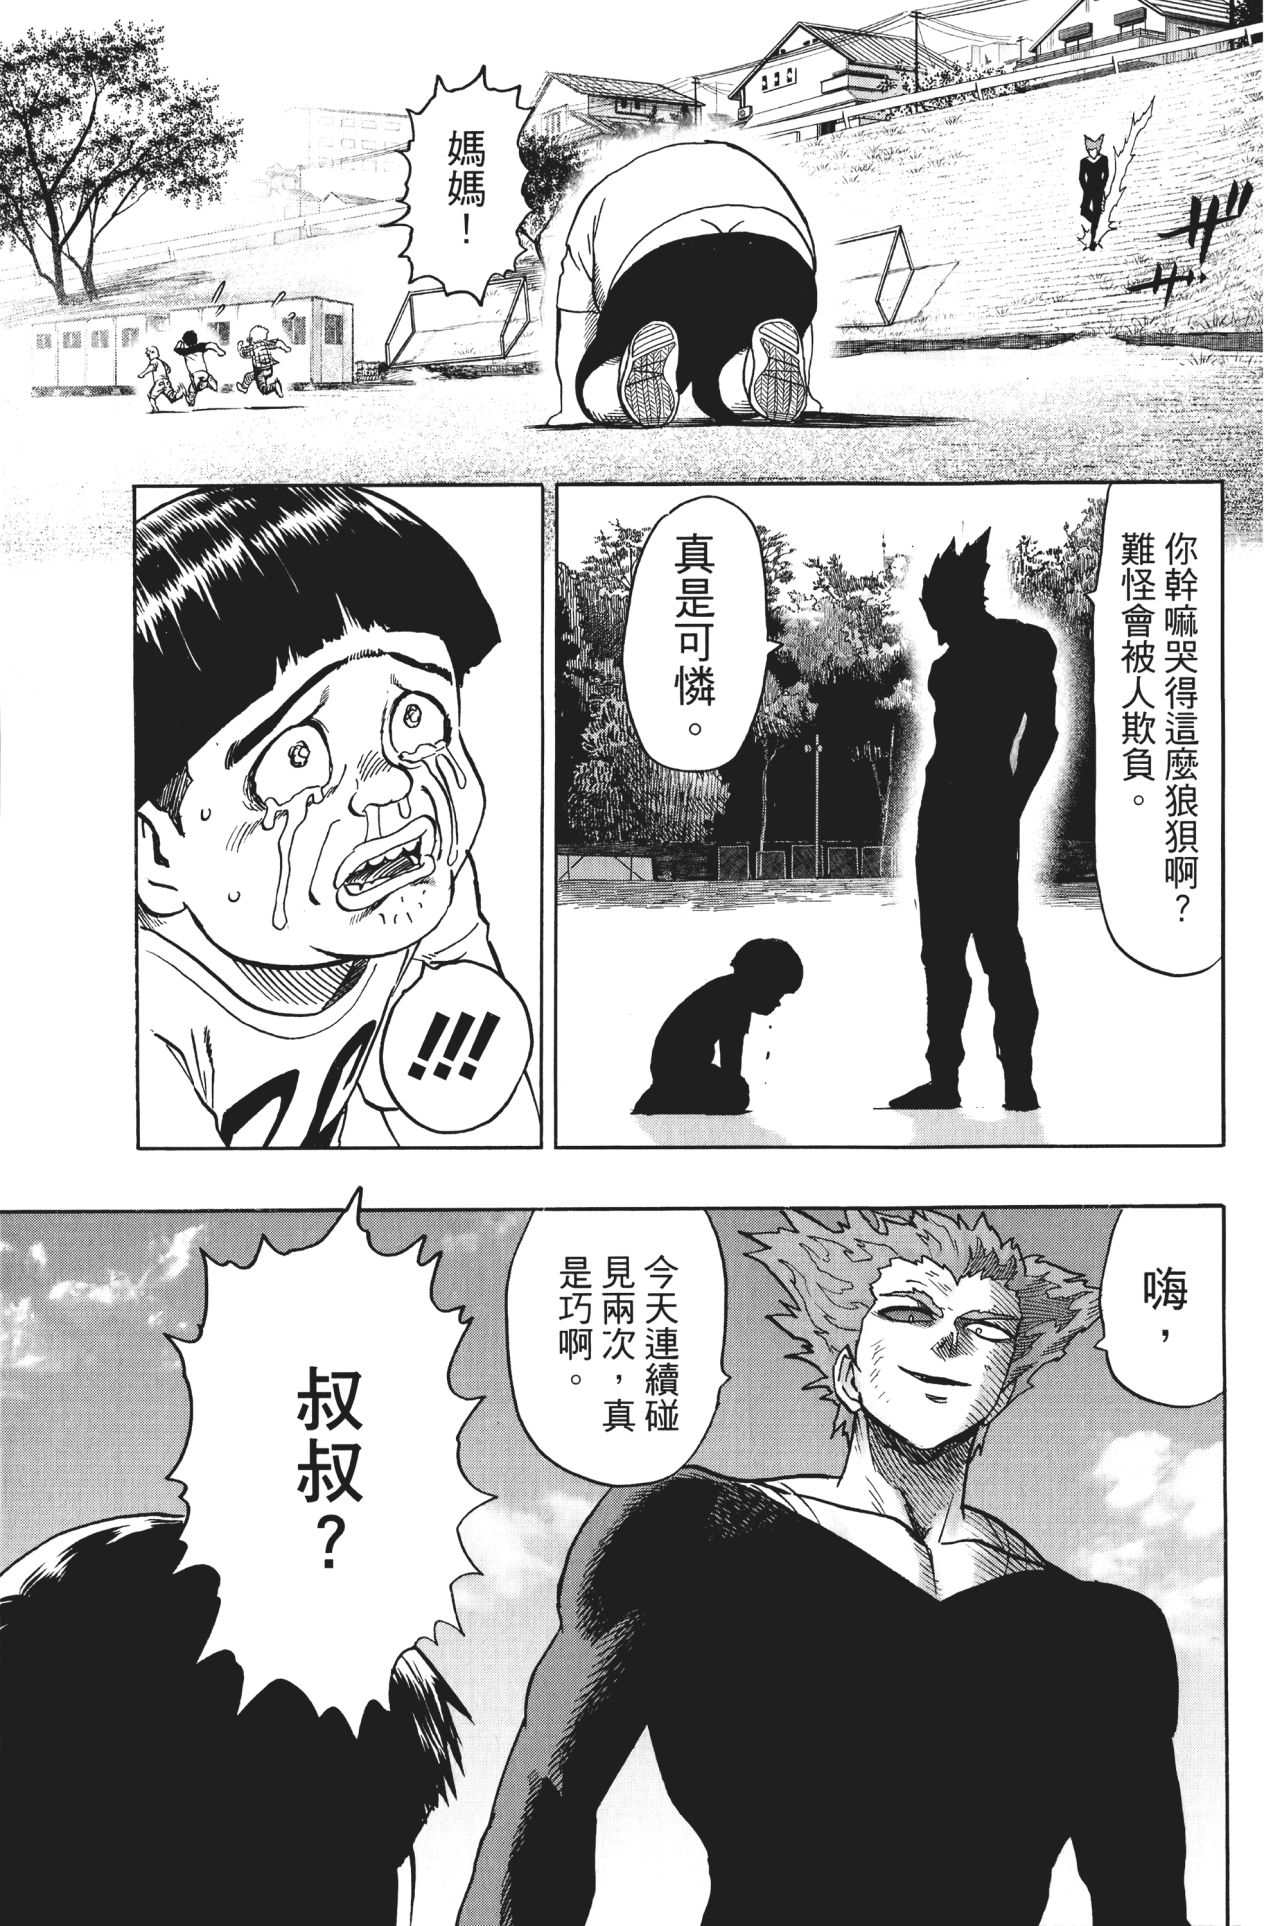 ザッ
媽媽！
你幹嘛哭得這麼狼狽啊？
難怪會被人欺負。
真是可憐。
!!!
嗨，
今天連續碰
見兩次，真
是巧啊。
叔叔？